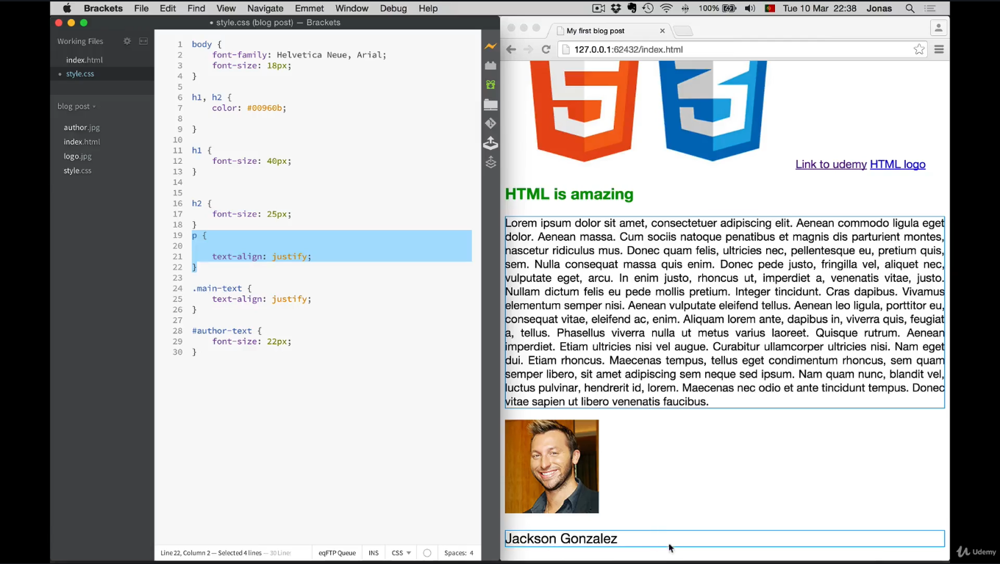 Brackets File Edit Find View Navigate Emmet Window Debug Help 100% Tue 10 Mar 22:38 Jonas
style.css (blog post) — Brackets
Working Files
index.html
style.css
blog post
author.jpg
index.html
logo.jpg
style.css
1 body {
2 font-family: Helvetica Neue, Arial;
3 font-size: 18px;
4 }
5
6 h1, h2 {
7 color: #00960b;
8
9 }
10
11 h1 {
12 font-size: 40px;
13 }
14
15
16 h2 {
17 font-size: 25px;
18 }
19 p {
20
21 text-align: justify;
22 }
23
24 .main-text {
25 text-align: justify;
26 }
27
28 #author-text {
29 font-size: 22px;
30 }
Line 22, Column 2 — Selected 4 lines — 30 Lines eqFTP Queue INS CSS Spaces: 4
My first blog post
127.0.0.1:62432/index.html
Link to udemy HTML logo
HTML is amazing
Lorem ipsum dolor sit amet, consectetuer adipiscing elit. Aenean commodo ligula eget
dolor. Aenean massa. Cum sociis natoque penatibus et magnis dis parturient montes,
nascetur ridiculus mus. Donec quam felis, ultricies nec, pellentesque eu, pretium quis,
sem. Nulla consequat massa quis enim. Donec pede justo, fringilla vel, aliquet nec,
vulputate eget, arcu. In enim justo, rhoncus ut, imperdiet a, venenatis vitae, justo.
Nullam dictum felis eu pede mollis pretium. Integer tincidunt. Cras dapibus. Vivamus
elementum semper nisi. Aenean vulputate eleifend tellus. Aenean leo ligula, porttitor eu,
consequat vitae, eleifend ac, enim. Aliquam lorem ante, dapibus in, viverra quis, feugiat
a, tellus. Phasellus viverra nulla ut metus varius laoreet. Quisque rutrum. Aenean
imperdiet. Etiam ultricies nisi vel augue. Curabitur ullamcorper ultricies nisi. Nam eget
dui. Etiam rhoncus. Maecenas tempus, tellus eget condimentum rhoncus, sem quam
semper libero, sit amet adipiscing sem neque sed ipsum. Nam quam nunc, blandit vel,
luctus pulvinar, hendrerit id, lorem. Maecenas nec odio et ante tincidunt tempus. Donec
vitae sapien ut libero venenatis faucibus.
Jackson Gonzalez
Udemy